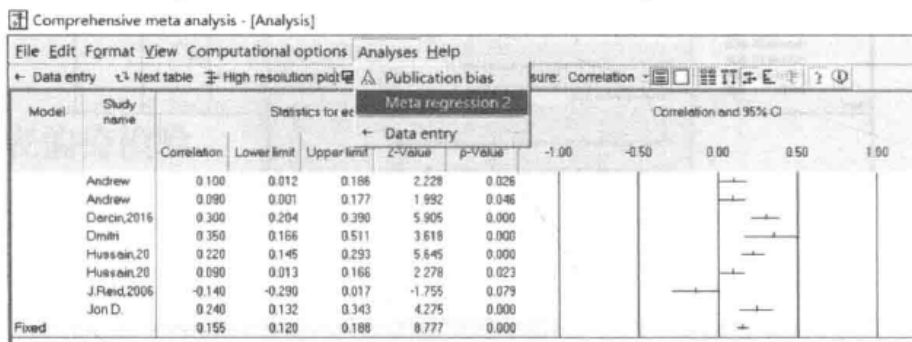 Comprehensive meta analysis - [Analysis]
File Edit Format View Computational options Analyses Help
← Data entry Next table High resolution plot Publication bias sure: Correlation
Meta regression 2
← Data entry
Model Study name Statistics for ea Correlation and 95% CI
Correlation Lower limit Upper limit Z-Value p-Value -1.00 -0.50 0.00 0.50 1.00
Andrew 0.100 0.012 0.186 2.228 0.026
Andrew 0.090 0.001 0.177 1.992 0.046
Darcin,2016 0.300 0.204 0.390 5.905 0.000
Dmitri 0.350 0.166 0.511 3.618 0.000
Hussain,20 0.220 0.145 0.293 5.645 0.000
Hussain,20 0.090 0.013 0.166 2.278 0.023
J.Reid,2006 -0.140 -0.290 0.017 -1.755 0.079
Jon D. 0.240 0.132 0.343 4.275 0.000
Fixed 0.155 0.120 0.188 8.777 0.000